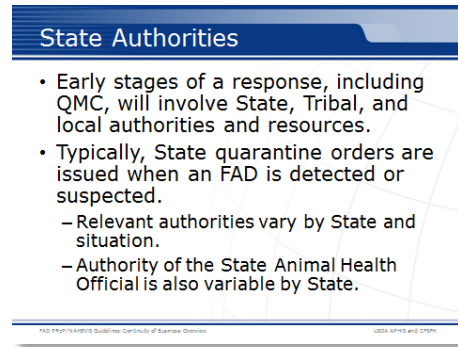 State Authorities
• Early stages of a response, including
QMC, will involve State, Tribal, and
local authorities and resources.
• Typically, State quarantine orders are
issued when an FAD is detected or
suspected.
– Relevant authorities vary by State and
situation.
– Authority of the State Animal Health
Official is also variable by State.
FAD PReP/NAHEMS Guidelines: Continuity of Business Overview
USDA APHIS and CFSPH